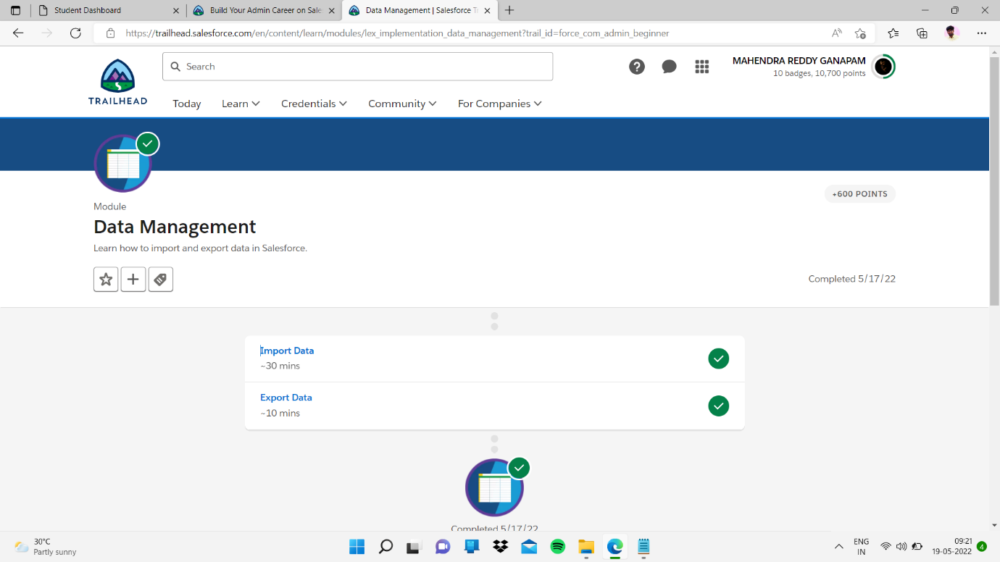 Student Dashboard
Build Your Admin Career on Sale
Data Management | Salesforce T
https://trailhead.salesforce.com/en/content/learn/modules/lex_implementation_data_management?trail_id=force_com_admin_beginner
TRAILHEAD
Search
MAHENDRA REDDY GANAPAM
10 badges, 10,700 points
Today Learn Credentials Community For Companies
+600 POINTS
Module
Data Management
Learn how to import and export data in Salesforce.
Completed 5/17/22
Import Data
~30 mins
Export Data
~10 mins
Completed 5/17/22
30°C
Partly sunny
ENG
IN
09:21
19-05-2022
4